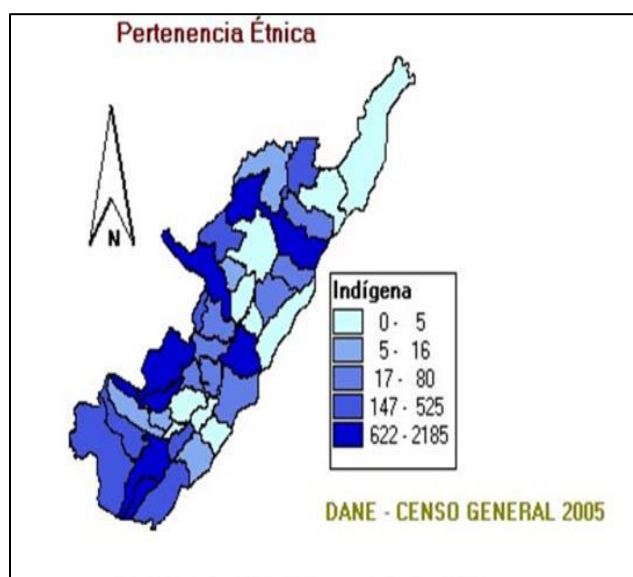 Pertenencia Étnica
N
Indígena
0 - 5
5 - 16
17 - 80
147 - 525
622 - 2185
DANE - CENSO GENERAL 2005